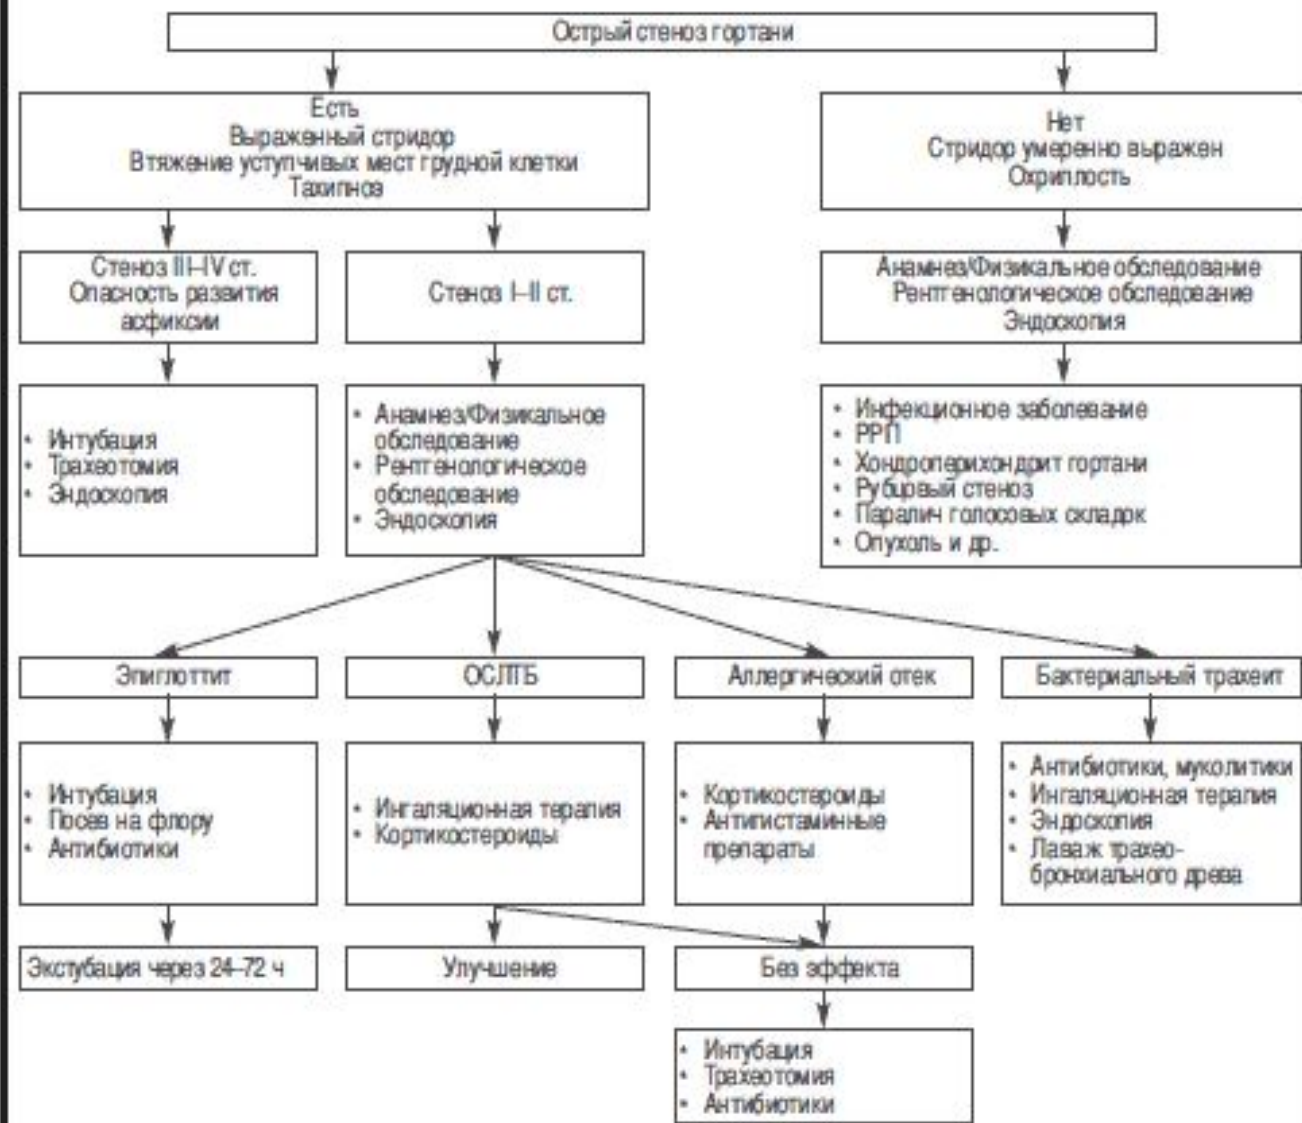 Острый стеноз гортани
Есть
Выраженный стридор
Втяжение уступчивых мест грудной клетки
Тахипноэ
Нет
Стридор умеренно выражен
Охриплость
Стеноз III–IV ст.
Опасность развития
асфиксии
Стеноз I–II ст.
Анамнез/Физикальное обследование
Рентгенологическое обследование
Эндоскопия
• Интубация
• Трахеотомия
• Эндоскопия
• Анамнез/Физикальное
обследование
• Рентгенологическое
обследование
• Эндоскопия
• Инфекционное заболевание
• РРП
• Хондроперихондрит гортани
• Рубцовый стеноз
• Паралич голосовых складок
• Опухоль и др.
Эпиглоттит
ОСЛТБ
Аллергический отек
Бактериальный трахеит
• Интубация
• Посев на флору
• Антибиотики
• Ингаляционная терапия
• Кортикостероиды
• Кортикостероиды
• Антигистаминные
препараты
• Антибиотики, муколитики
• Ингаляционная терапия
• Эндоскопия
• Лаваж трахео-
бронхиального древа
Экстубация через 24–72 ч
Улучшение
Без эффекта
• Интубация
• Трахеотомия
• Антибиотики